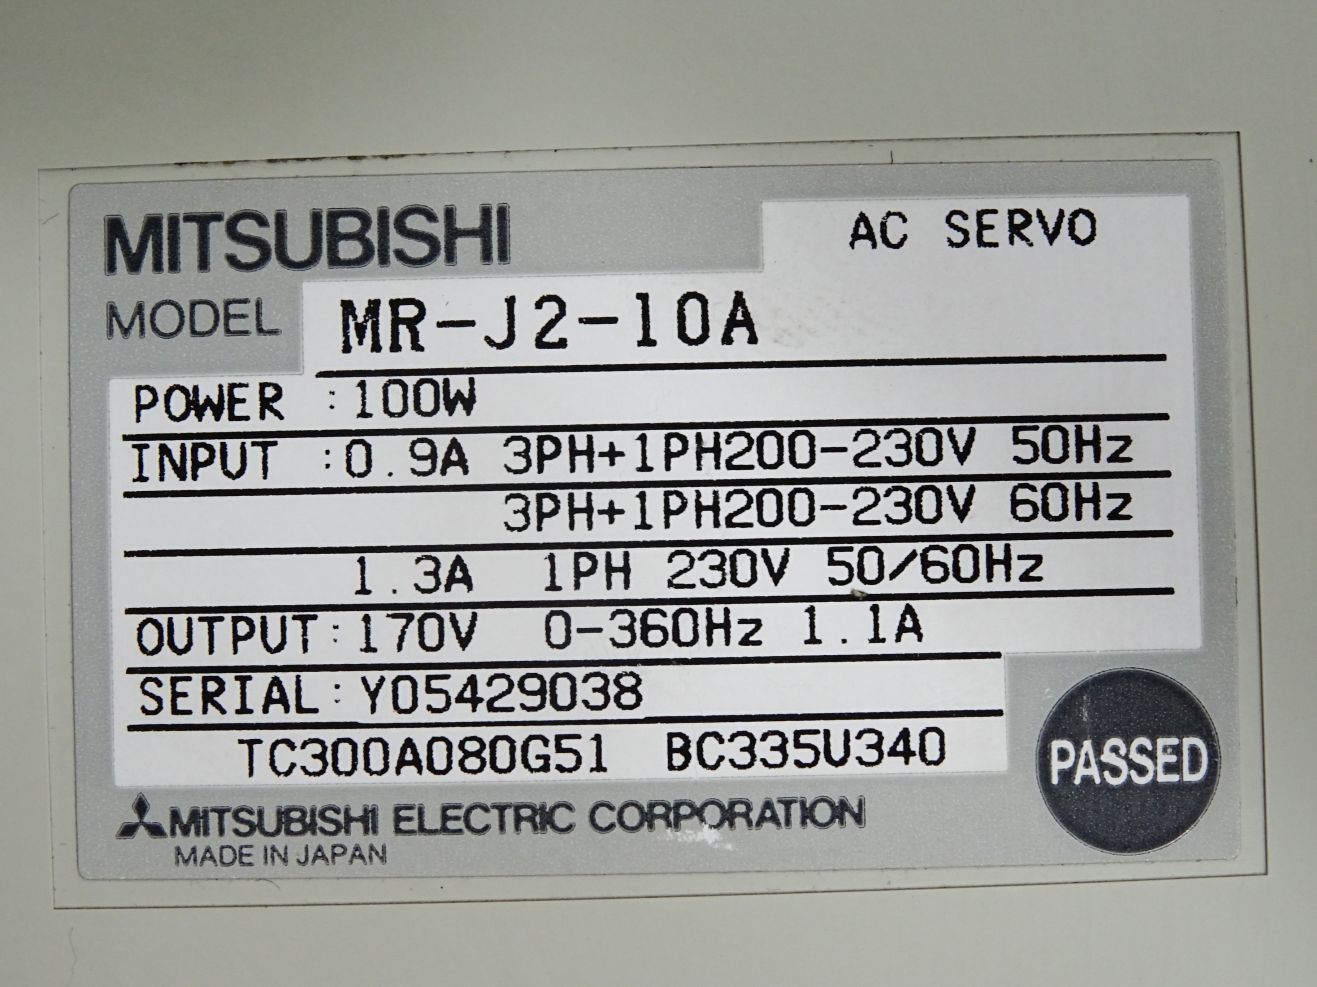 MITSUBISHI
AC SERVO
MODEL MR-J2-10A
POWER :100W
INPUT :0.9A 3PH+1PH200-230V 50Hz
3PH+1PH200-230V 60Hz
1.3A 1PH 230V 50/60Hz
OUTPUT:170V 0-360Hz 1.1A
SERIAL:Y05429038
TC300A080G51 BC335U340
PASSED
MITSUBISHI ELECTRIC CORPORATION
MADE IN JAPAN